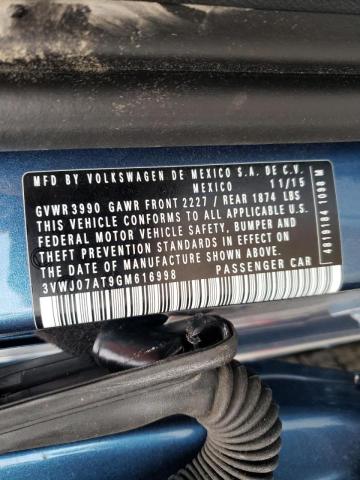 MFD BY VOLKSWAGEN DE MEXICO S.A. DE C.V.
MEXICO 11/15
GVWR 3990 GAWR FRONT 2227 / REAR 1874 LBS
THIS VEHICLE CONFORMS TO ALL APPLICABLE U.S.
FEDERAL MOTOR VEHICLE SAFETY, BUMPER AND
THEFT PREVENTION STANDARDS IN EFFECT ON
THE DATE OF MANUFACTURE SHOWN ABOVE.
3VWJ07AT9GM616998 PASSENGER CAR